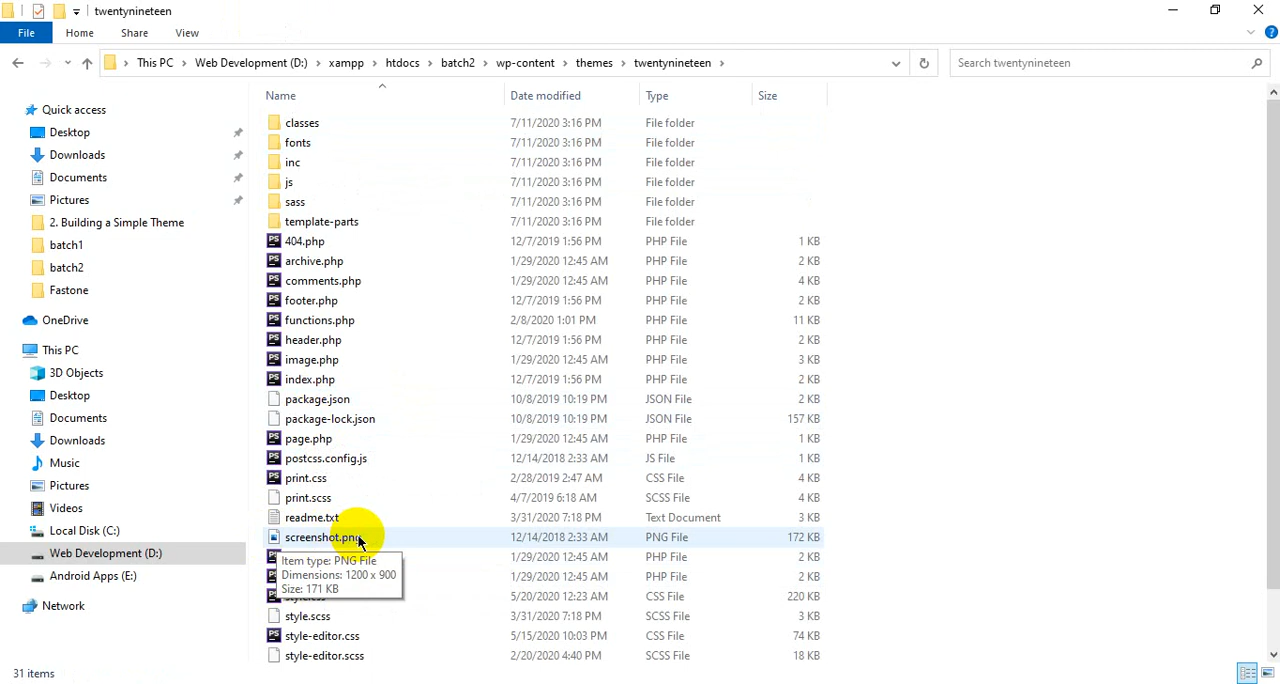 twentynineteen
File Home Share View
This PC Web Development (D:) xampp htdocs batch2 wp-content themes twentynineteen Search twentynineteen
Name Date modified Type Size
Quick access
Desktop
Downloads
Documents
Pictures
2. Building a Simple Theme
batch1
batch2
Fastone
OneDrive
This PC
3D Objects
Desktop
Documents
Downloads
Music
Pictures
Videos
Local Disk (C:)
Web Development (D:)
Android Apps (E:)
Network
classes 7/11/2020 3:16 PM File folder
fonts 7/11/2020 3:16 PM File folder
inc 7/11/2020 3:16 PM File folder
js 7/11/2020 3:16 PM File folder
sass 7/11/2020 3:16 PM File folder
template-parts 7/11/2020 3:16 PM File folder
404.php 12/7/2019 1:56 PM PHP File 1 KB
archive.php 1/29/2020 12:45 AM PHP File 2 KB
comments.php 1/29/2020 12:45 AM PHP File 4 KB
footer.php 12/7/2019 1:56 PM PHP File 2 KB
functions.php 2/8/2020 1:01 PM PHP File 11 KB
header.php 12/7/2019 1:56 PM PHP File 2 KB
image.php 1/29/2020 12:45 AM PHP File 3 KB
index.php 12/7/2019 1:56 PM PHP File 2 KB
package.json 10/8/2019 10:19 PM JSON File 2 KB
package-lock.json 10/8/2019 10:19 PM JSON File 157 KB
page.php 1/29/2020 12:45 AM PHP File 1 KB
postcss.config.js 12/14/2018 2:33 AM JS File 1 KB
print.css 2/28/2019 2:47 AM CSS File 4 KB
print.scss 4/7/2019 6:18 AM SCSS File 4 KB
readme.txt 3/31/2020 7:18 PM Text Document 3 KB
screenshot.png 12/14/2018 2:33 AM PNG File 172 KB
1/29/2020 12:45 AM PHP File 2 KB
1/29/2020 12:45 AM PHP File 2 KB
5/20/2020 12:23 AM CSS File 220 KB
Item type: PNG File
Dimensions: 1200 x 900
Size: 171 KB
style.scss 3/31/2020 7:18 PM SCSS File 1 KB
style-editor.css 5/15/2020 10:03 PM CSS File 74 KB
style-editor.scss 2/20/2020 4:40 PM SCSS File 18 KB
31 items